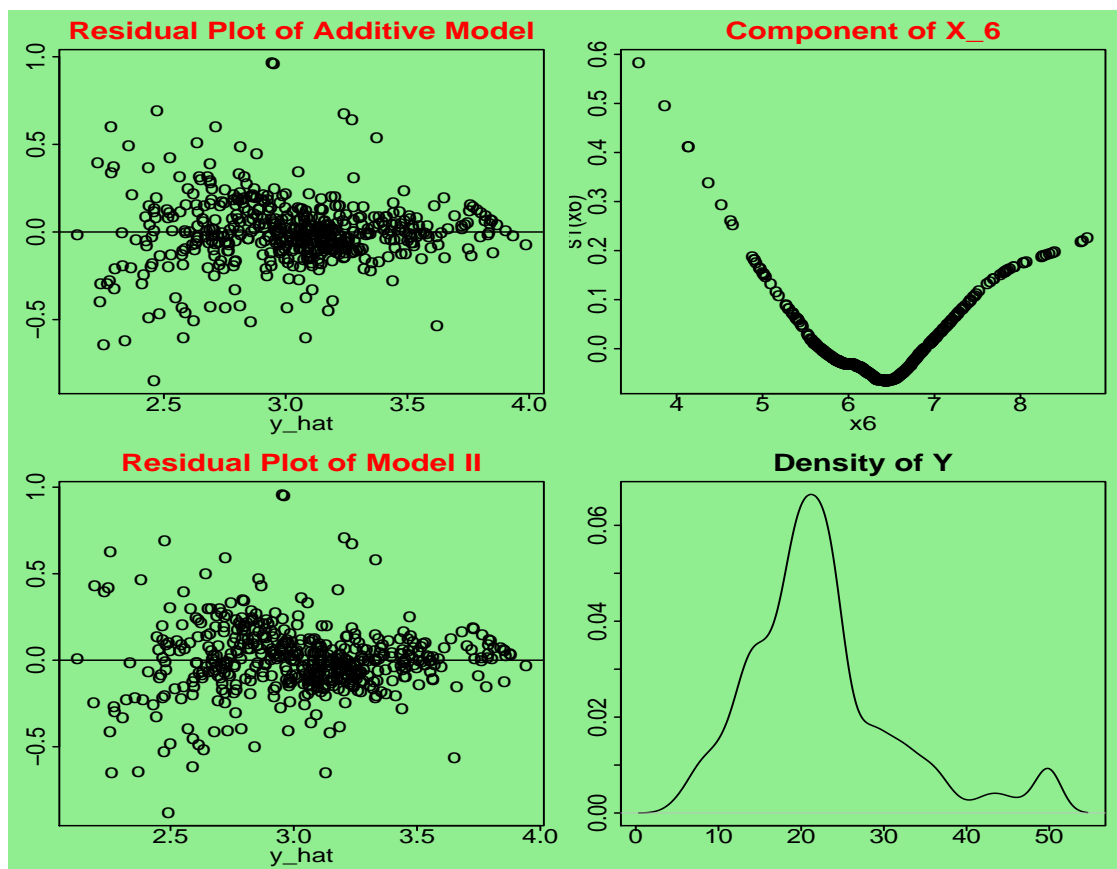 Residual Plot of Additive Model
1.0
0.5
0.0
−0.5
2.5 3.0 3.5 4.0
y_hat
Component of X_6
0.6
0.5
0.4
0.3
0.2
0.1
0.0
4 5 6 7 8
x6
Residual Plot of Model II
1.0
0.5
0.0
−0.5
2.5 3.0 3.5 4.0
y_hat
Density of Y
0.06
0.04
0.02
0.00
0 10 20 30 40 50